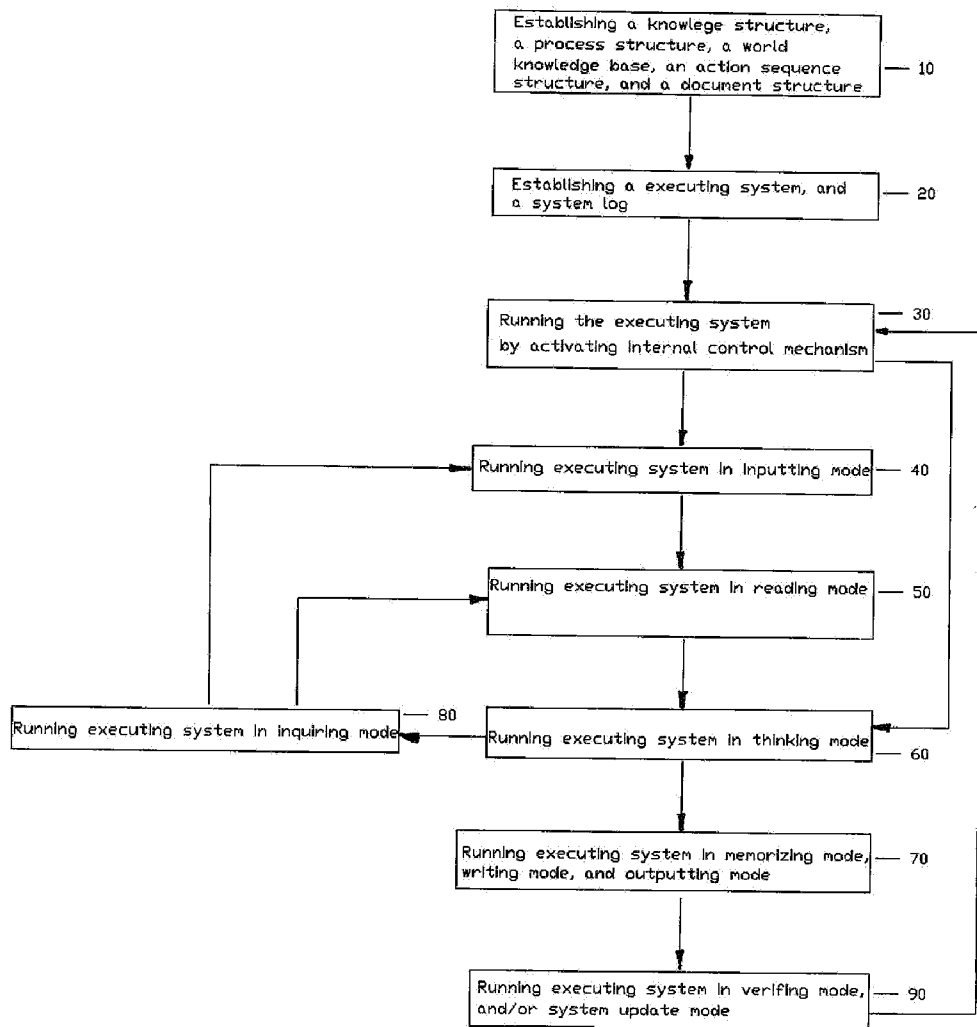 Establishing a knowlege structure,
a process structure, a world
knowledge base, an action sequence
structure, and a document structure
10
Establishing a executing system, and
a system log
20
30
Running the executing system
by activating internal control mechanism
Running executing system in inputting mode
40
Running executing system in reading mode
50
80
Running executing system in inquiring mode
Running executing system in thinking mode
60
Running executing system in memorizing mode,
writing mode, and outputting mode
70
Running executing system in verifing mode,
and/or system update mode
90